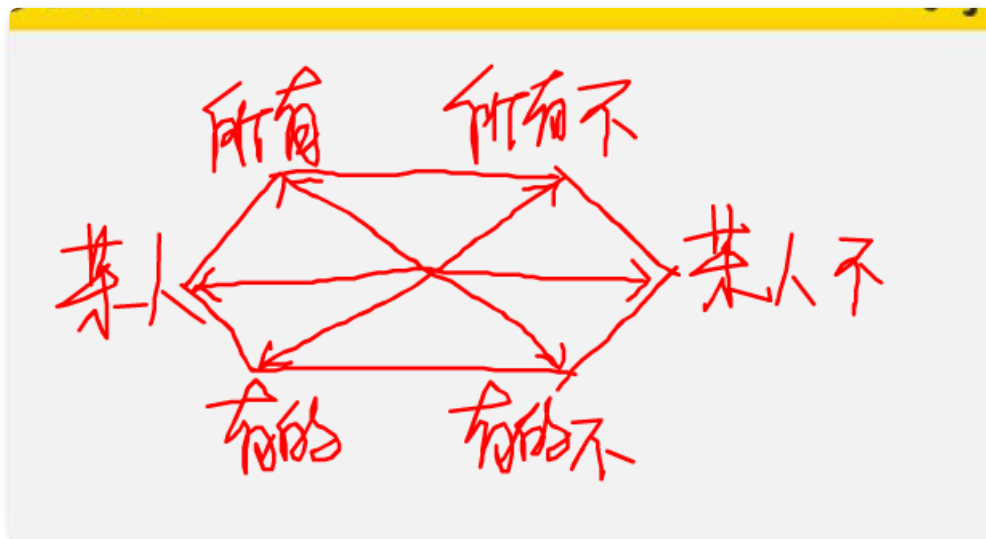 所有 所有不
某人 某人不
有的 有的不